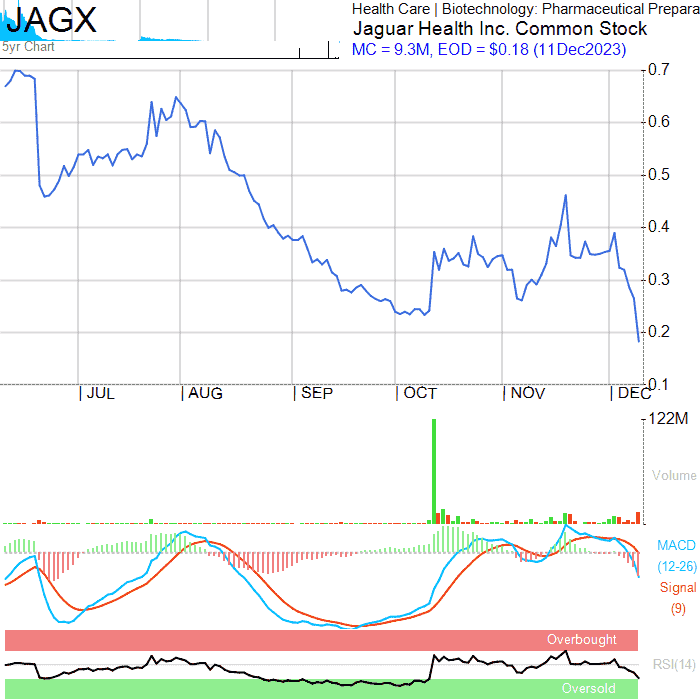 JAGX
5yr Chart
Health Care | Biotechnology: Pharmaceutical Prepara
Jaguar Health Inc. Common Stock
MC = 9.3M, EOD = $0.18 (11Dec2023)
0.7
0.6
0.5
0.4
0.3
0.2
0.1
JUL
AUG
SEP
OCT
NOV
DEC
122M
Volume
MACD
(12-26)
Signal
(9)
Overbought
RSI(14)
Oversold